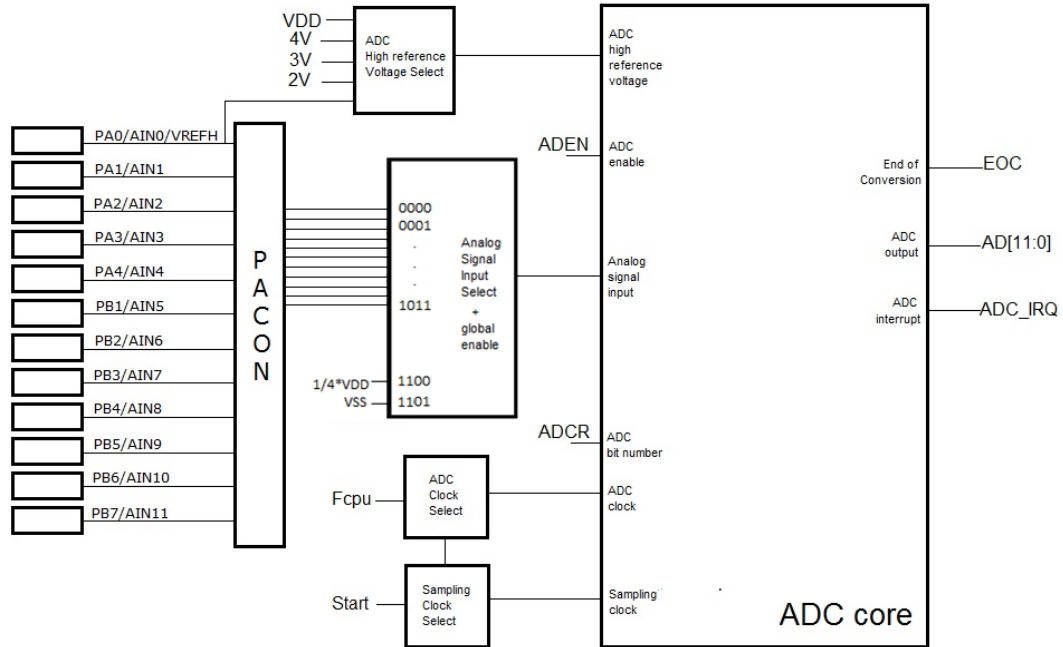 VDD
4V
3V
2V
ADC
High reference
Voltage Select
ADC
high
reference
voltage
PA0/AIN0/VREFH
PA1/AIN1
PA2/AIN2
PA3/AIN3
PA4/AIN4
PB1/AIN5
PB2/AIN6
PB3/AIN7
PB4/AIN8
PB5/AIN9
PB6/AIN10
PB7/AIN11
P
A
C
O
N
0000
0001
.
.
.
1011
1/4*VDD
1100
VSS
1101
Analog
Signal
Input
Select
+
global
enable
ADEN
ADC
enable
Analog
signal
input
ADCR
ADC
bit number
Fcpu
ADC
Clock
Select
ADC
clock
Start
Sampling
Clock
Select
Sampling
clock
End of
Conversion
EOC
ADC
output
AD[11:0]
ADC
interrupt
ADC_IRQ
ADC core